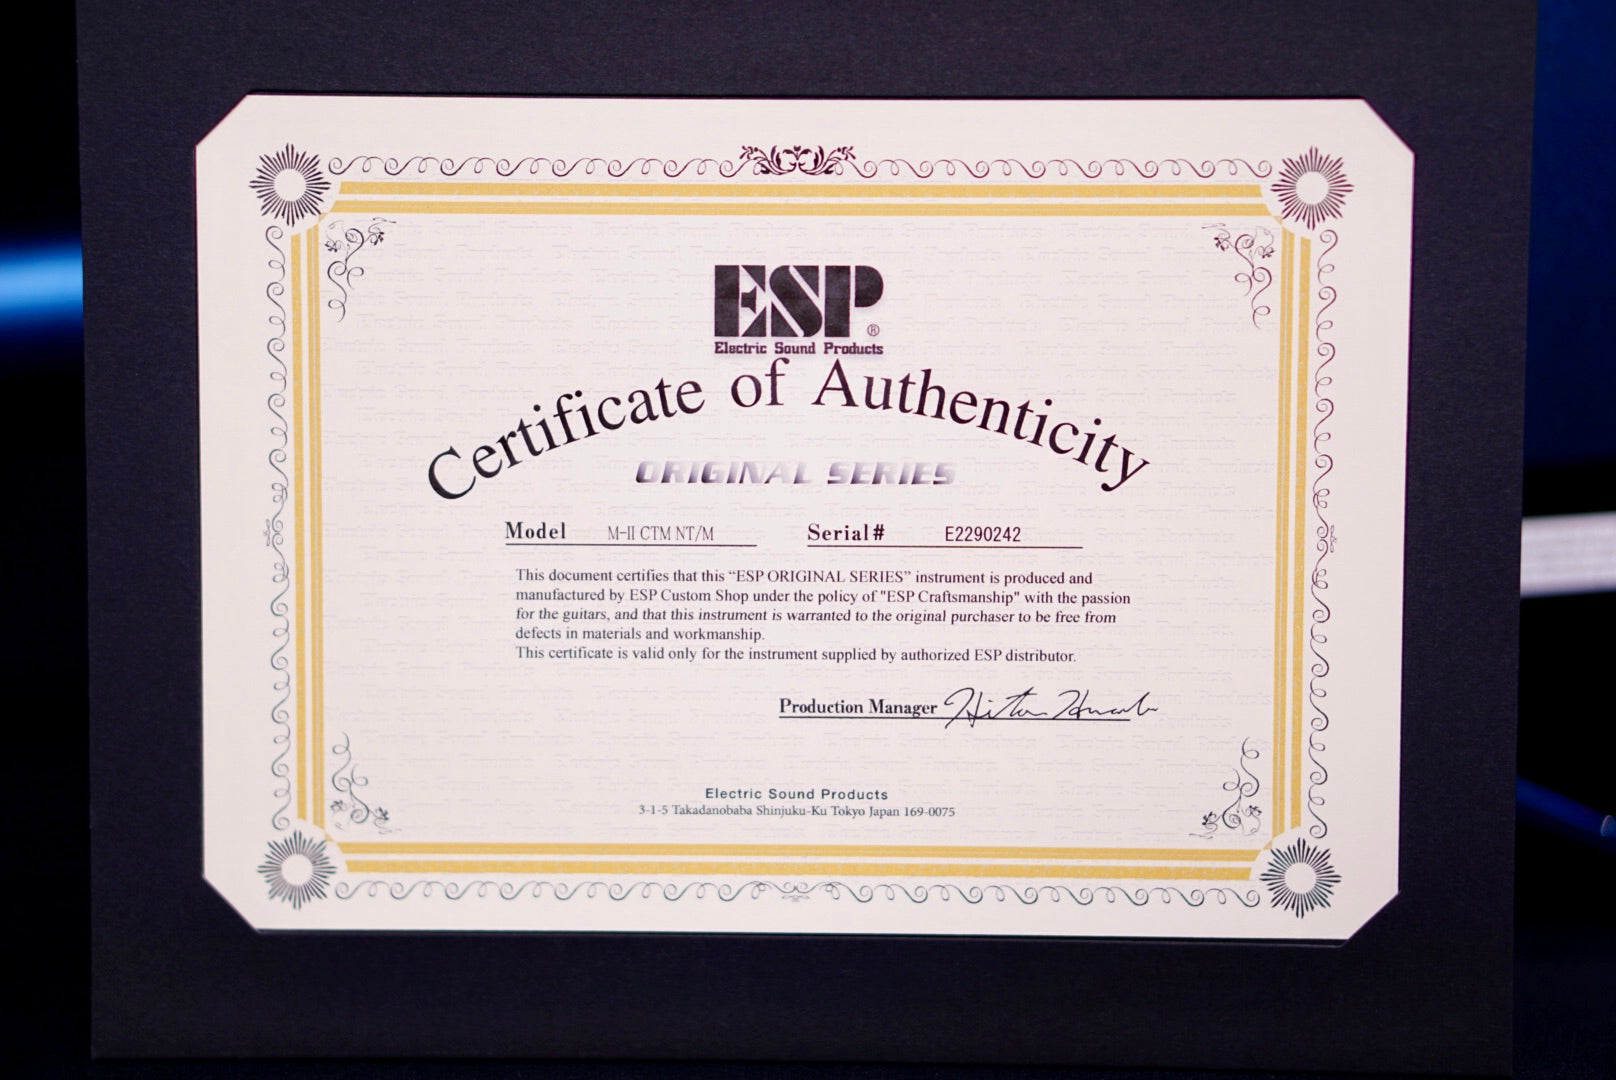 ESP®
Electric Sound Products
Certificate of Authenticity
ORIGINAL SERIES
Model M-II CTM NT/M Serial# E2290242
This document certifies that this “ESP ORIGINAL SERIES” instrument is produced and
manufactured by ESP Custom Shop under the policy of "ESP Craftsmanship" with the passion
for the guitars, and that this instrument is warranted to the original purchaser to be free from
defects in materials and workmanship.
This certificate is valid only for the instrument supplied by authorized ESP distributor.
Production Manager
Electric Sound Products
3-1-5 Takadanobaba Shinjuku-Ku Tokyo Japan 169-0075